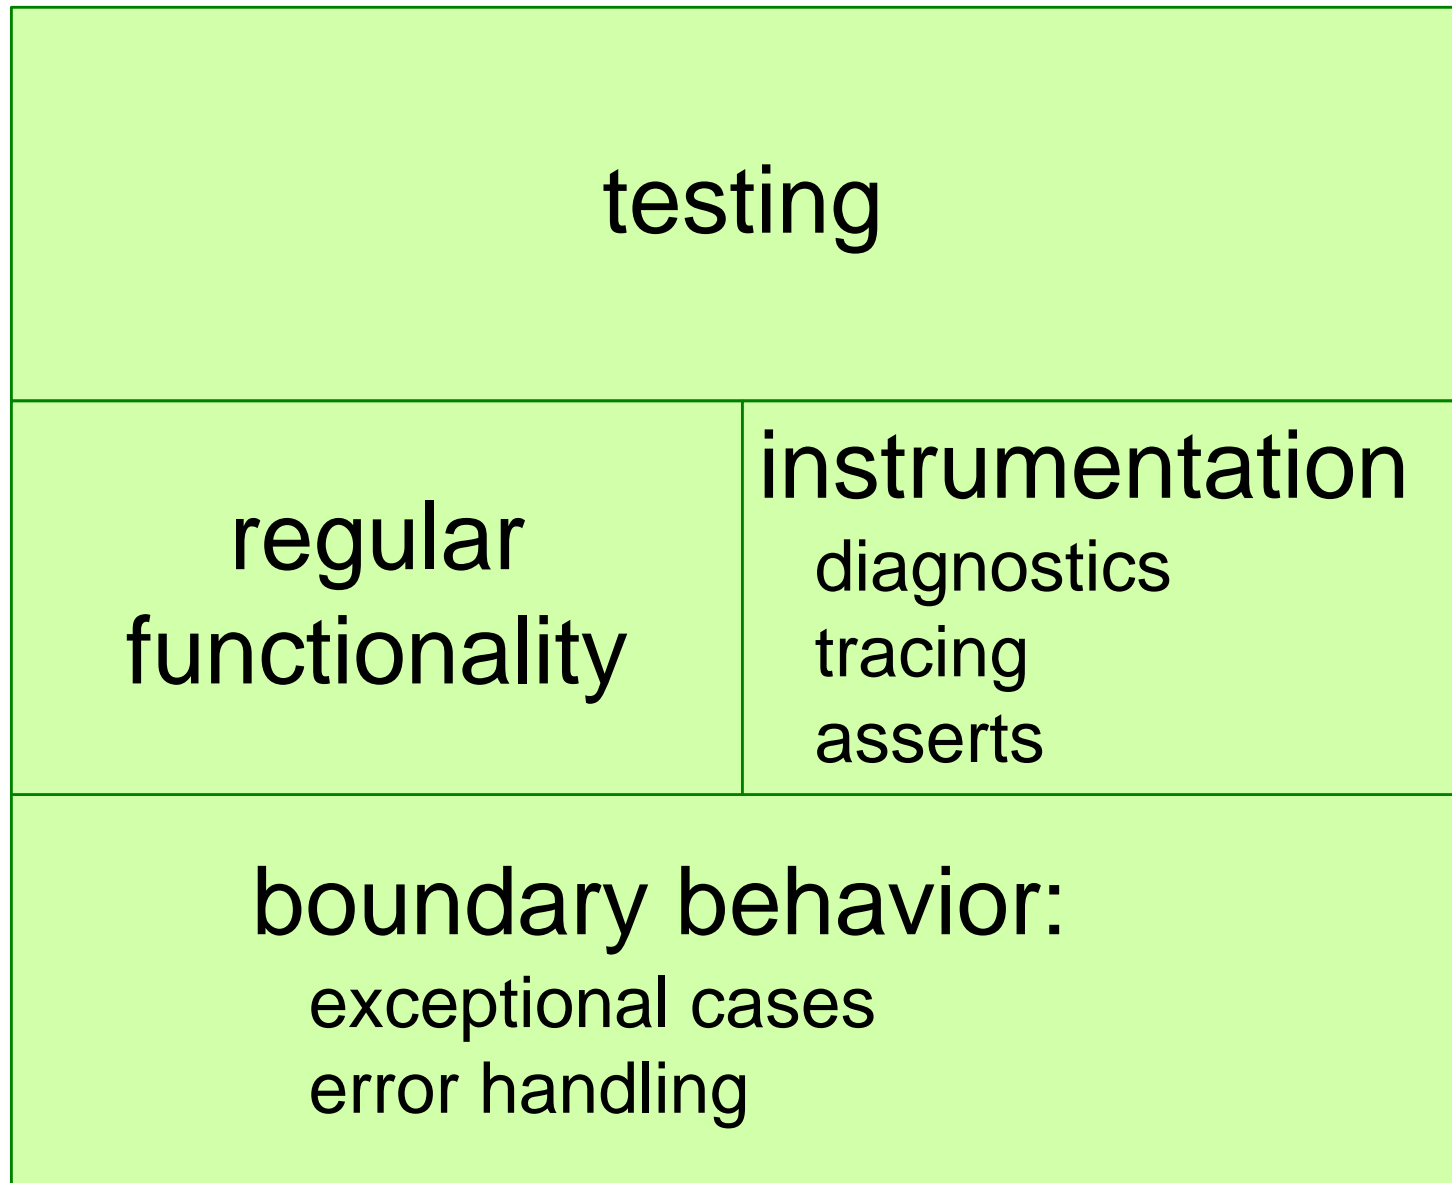 testing
regular
functionality
instrumentation
diagnostics
tracing
asserts
boundary behavior:
exceptional cases
error handling